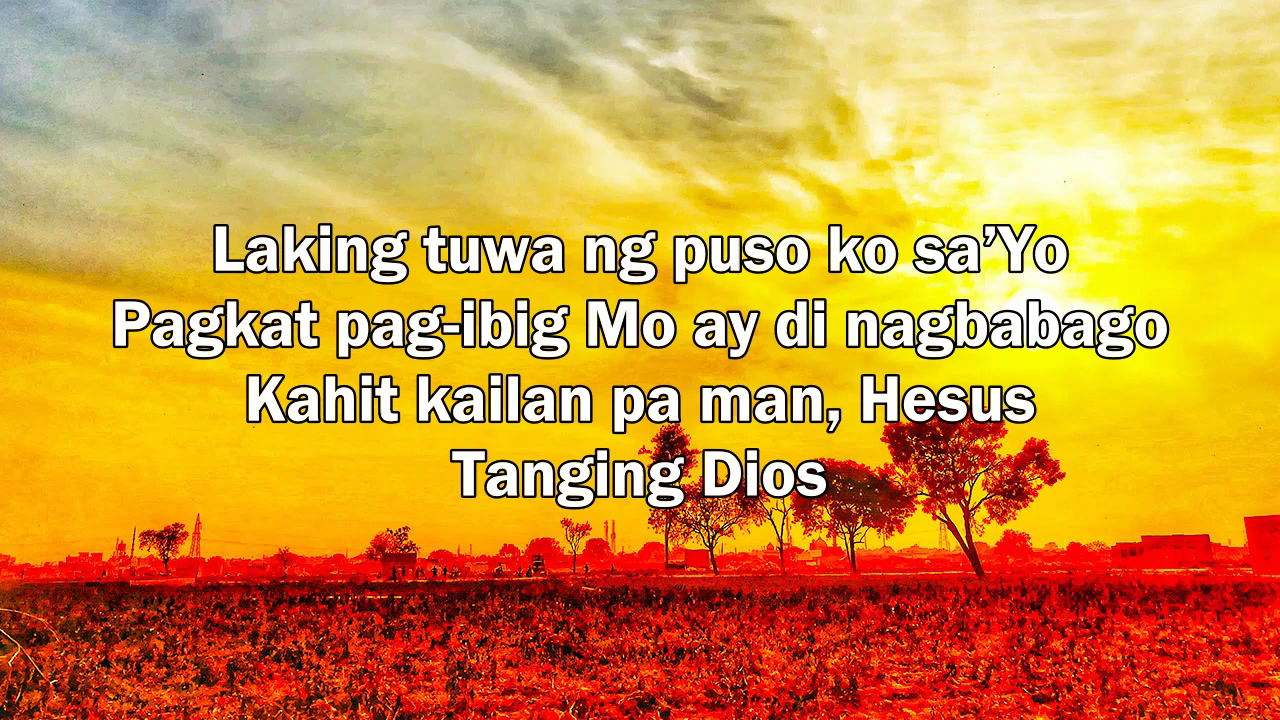 Laking tuwa ng puso ko sa’Yo
Pagkat pag-ibig Mo ay di nagbabago
Kahit kailan pa man, Hesus
Tanging Dios